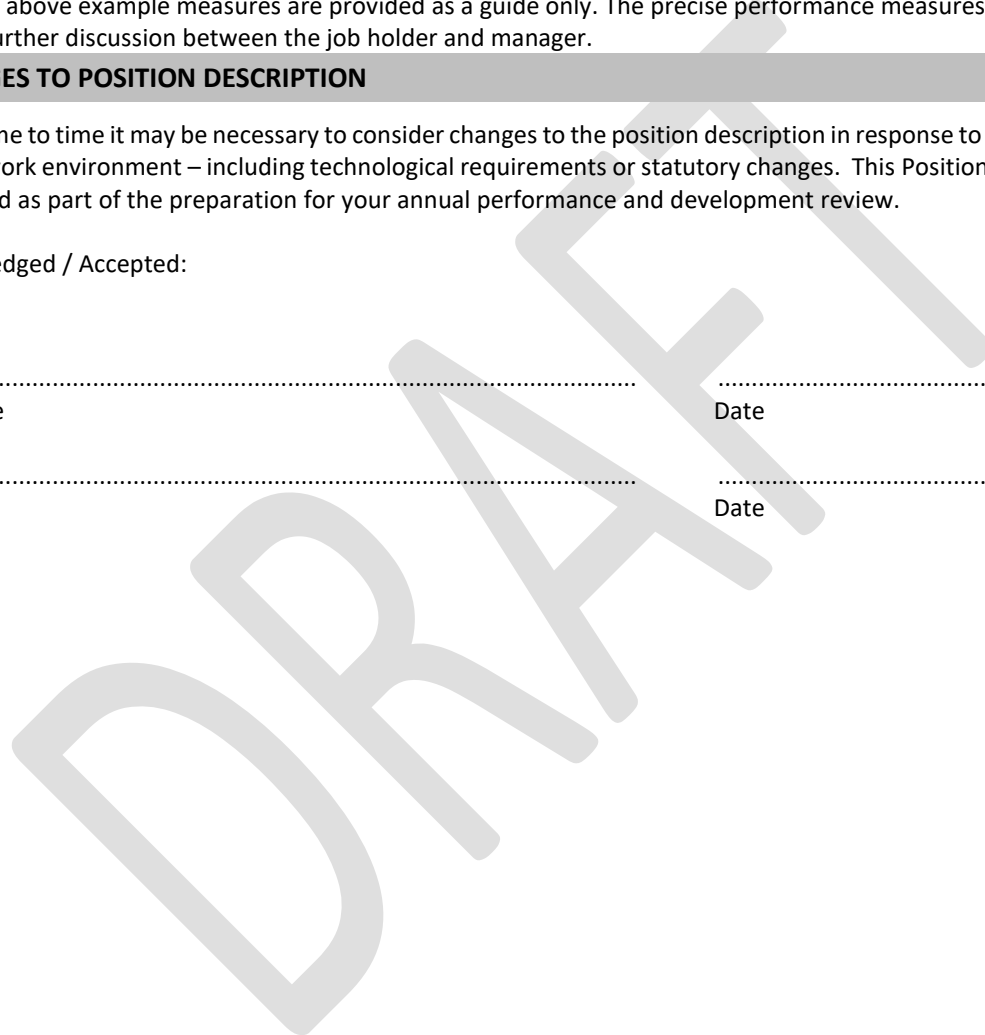 above example measures are provided as a guide only. The precise performance measures
urther discussion between the job holder and manager.
GES TO POSITION DESCRIPTION
me to time it may be necessary to consider changes to the position description in response to
ork environment – including technological requirements or statutory changes.  This Position
d as part of the preparation for your annual performance and development review.
edged / Accepted:
................................................................................................ ........................................
e Date
................................................................................................ ........................................
Date
DRAFT